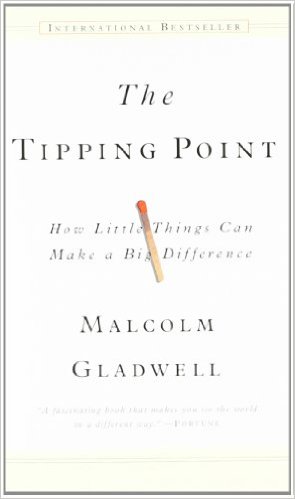 INTERNATIONAL BESTSELLER
The
TIPPING POINT
How Little Things Can
Make a Big Difference
MALCOLM
GLADWELL
"A fascinating book that makes you see the world
in a different way."—FORTUNE